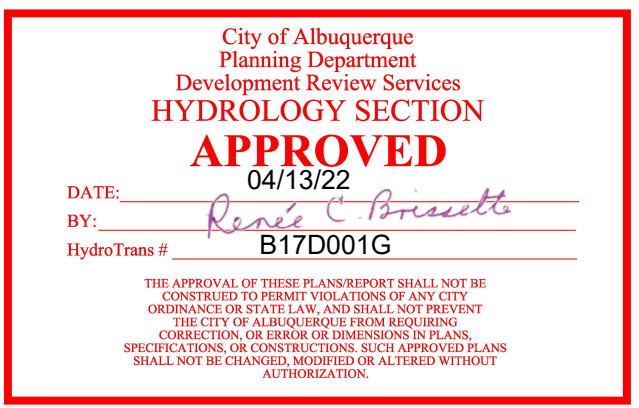 City of Albuquerque
Planning Department
Development Review Services
HYDROLOGY SECTION
APPROVED
DATE: 04/13/22
BY: Renée C. Brissette
HydroTrans # B17D001G
THE APPROVAL OF THESE PLANS/REPORT SHALL NOT BE
CONSTRUED TO PERMIT VIOLATIONS OF ANY CITY
ORDINANCE OR STATE LAW, AND SHALL NOT PREVENT
THE CITY OF ALBUQUERQUE FROM REQUIRING
CORRECTION, OR ERROR OR DIMENSIONS IN PLANS,
SPECIFICATIONS, OR CONSTRUCTIONS. SUCH APPROVED PLANS
SHALL NOT BE CHANGED, MODIFIED OR ALTERED WITHOUT
AUTHORIZATION.